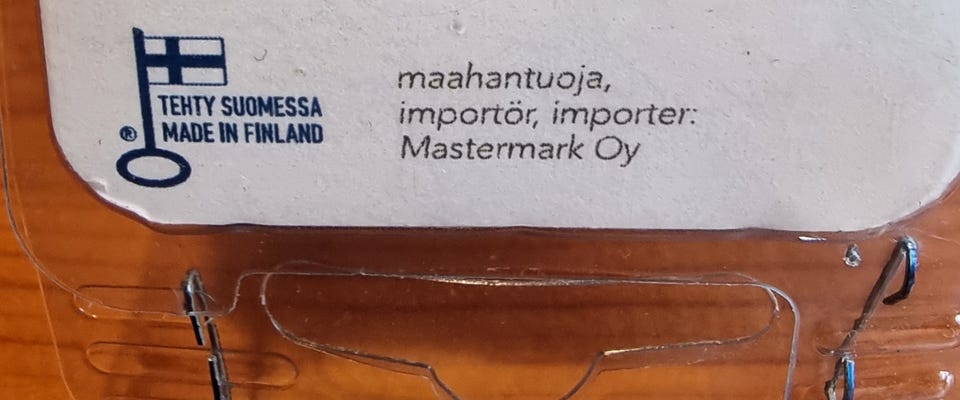 TEHTY SUOMESSA
® MADE IN FINLAND
maahantuoja,
importör, importer:
Mastermark Oy